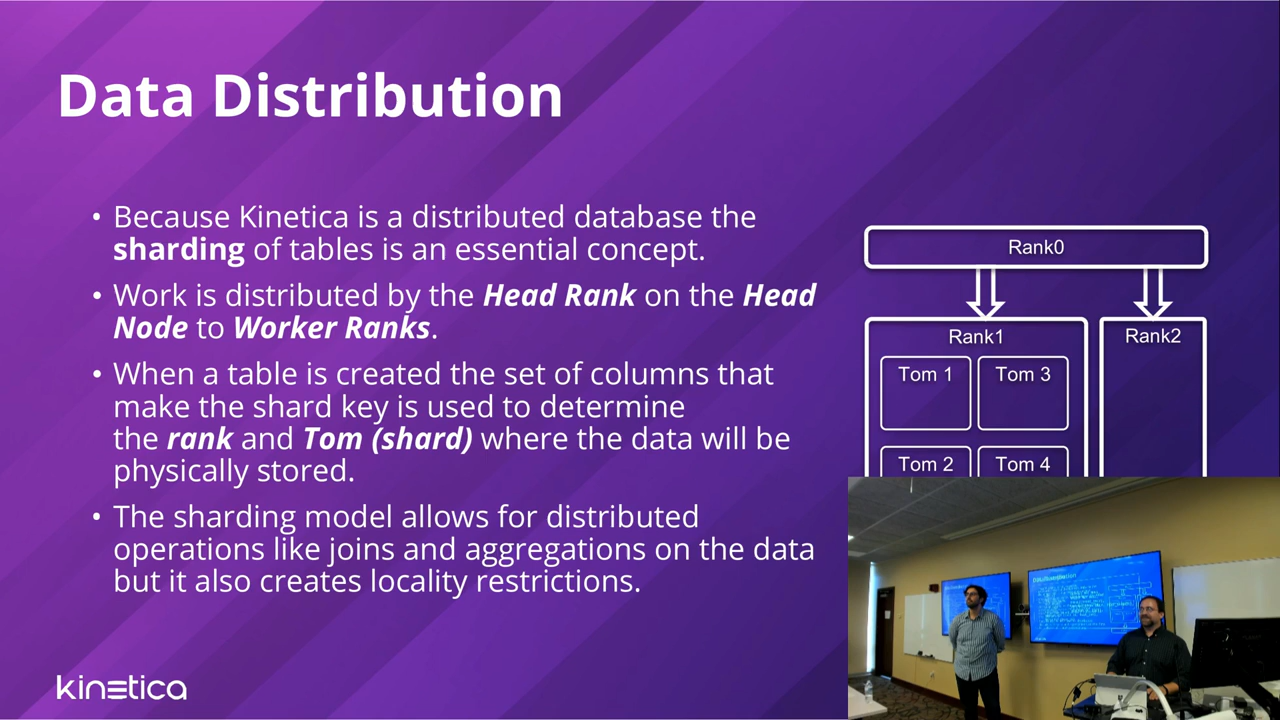 Data Distribution
• Because Kinetica is a distributed database the
sharding of tables is an essential concept.
• Work is distributed by the Head Rank on the Head
Node to Worker Ranks.
• When a table is created the set of columns that
make the shard key is used to determine
the rank and Tom (shard) where the data will be
physically stored.
• The sharding model allows for distributed
operations like joins and aggregations on the data
but it also creates locality restrictions.
Rank0
Rank1
Rank2
Tom 1
Tom 3
Tom 2
Tom 4
kinetica